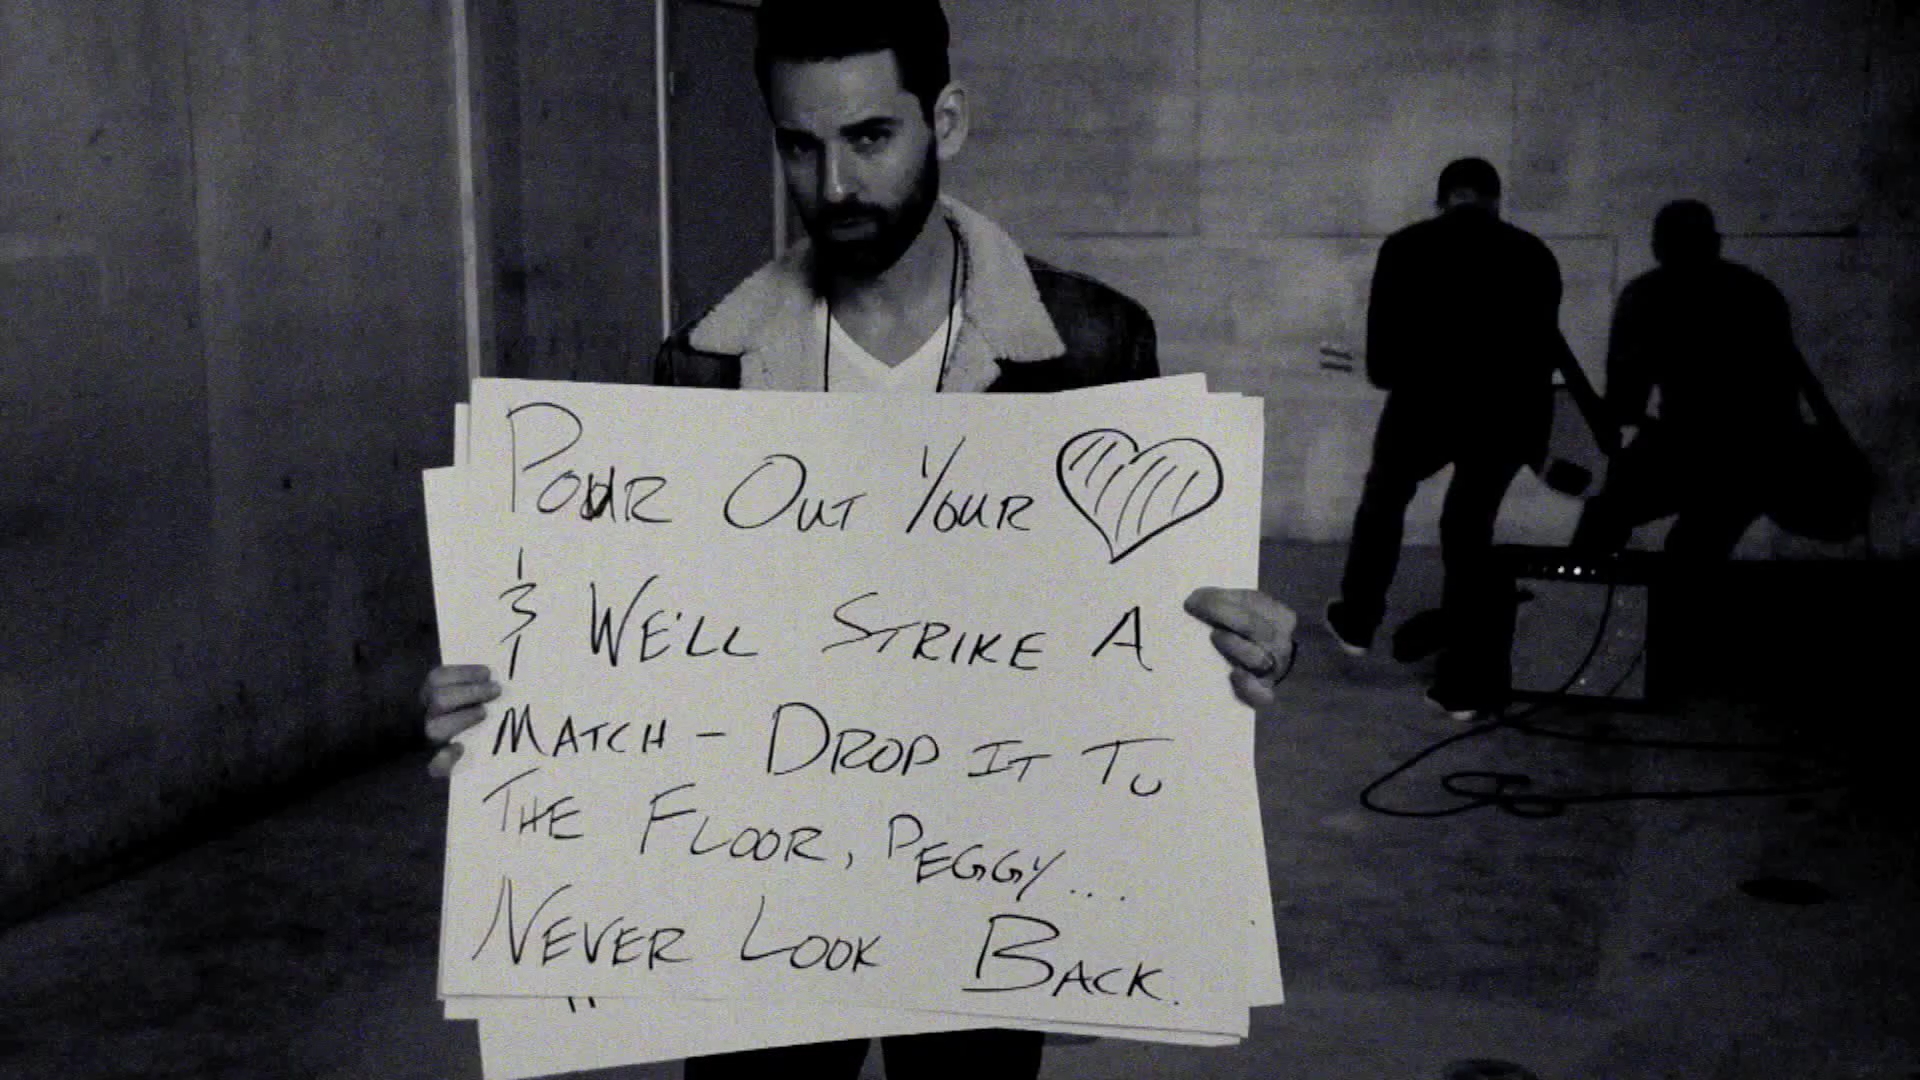 POUR OUT YOUR
& WE'LL STRIKE A
MATCH - DROP IT TO
THE FLOOR, PEGGY...
NEVER LOOK BACK.